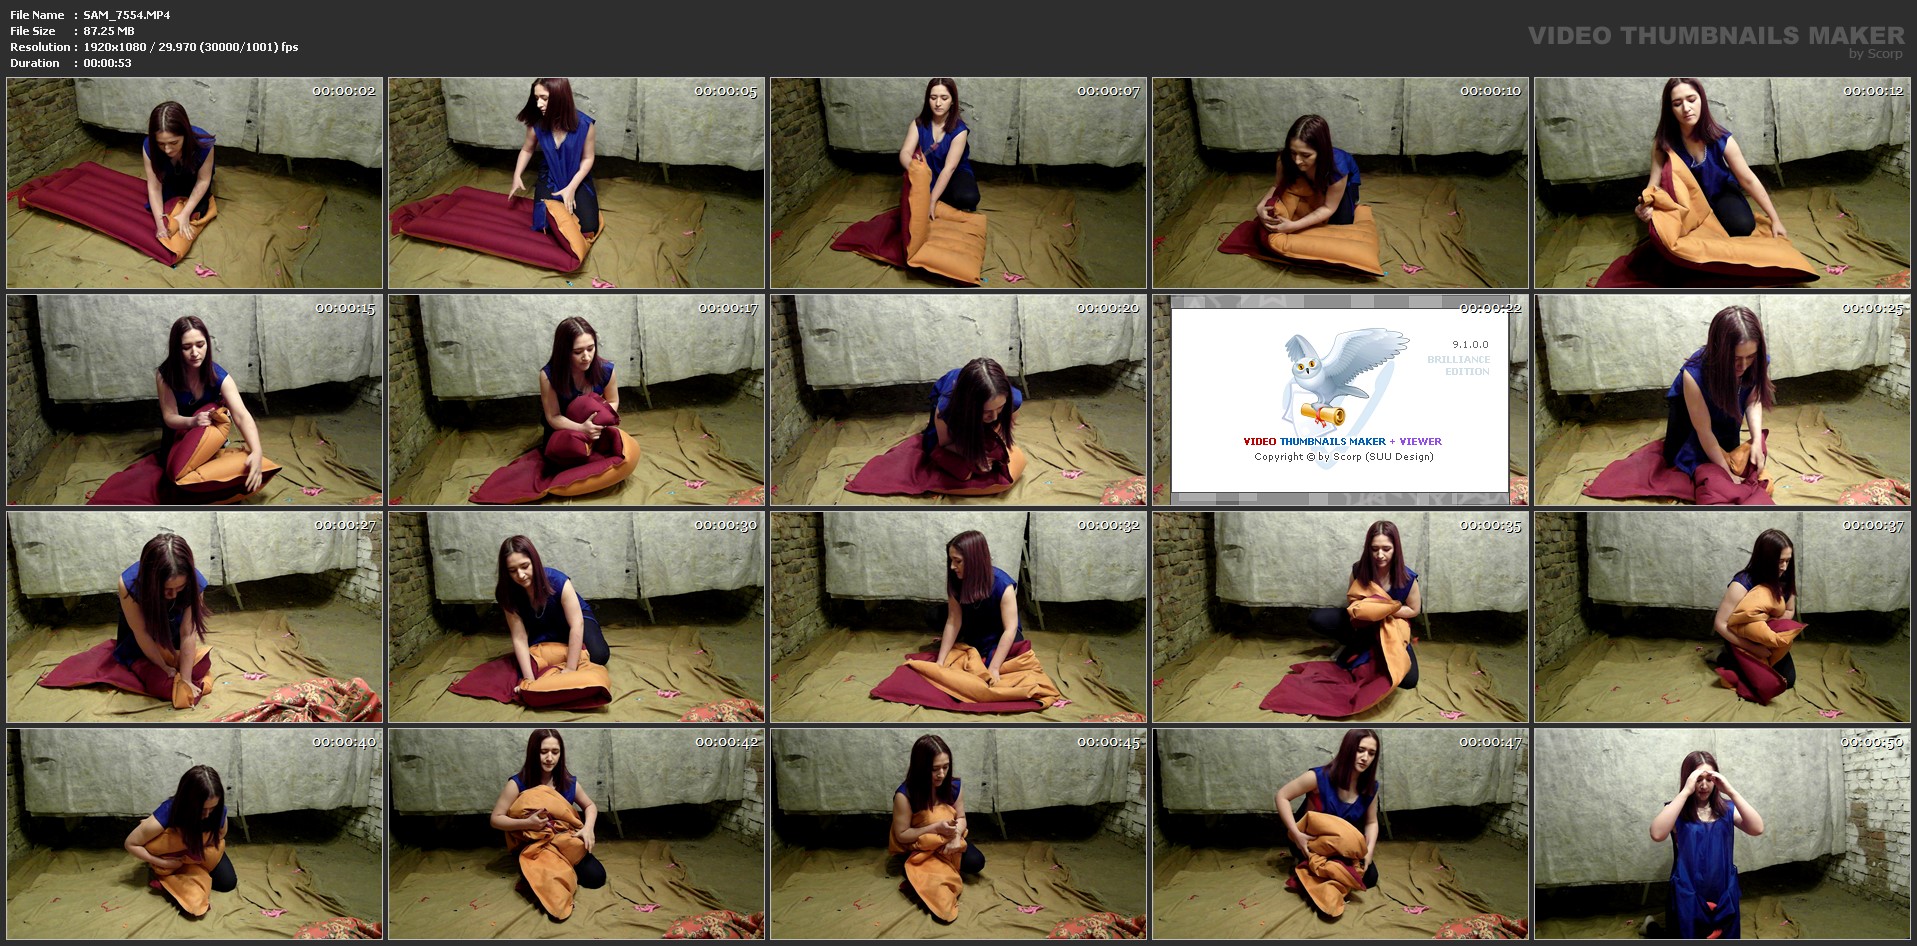 File Name : SAM_7554.MP4
File Size : 87.25 MB
Resolution : 1920x1080 / 29.970 (30000/1001) fps
Duration : 00:00:53
VIDEO THUMBNAILS MAKER
by Scorp
00:00:02
00:00:05
00:00:07
00:00:10
00:00:12
00:00:15
00:00:17
00:00:20
00:00:22
9.1.0.0
BRILLIANCE
EDITION
VIDEO THUMBNAILS MAKER + VIEWER
Copyright © by Scorp (SUU Design)
00:00:25
00:00:27
00:00:30
00:00:32
00:00:35
00:00:37
00:00:40
00:00:42
00:00:45
00:00:47
00:00:50